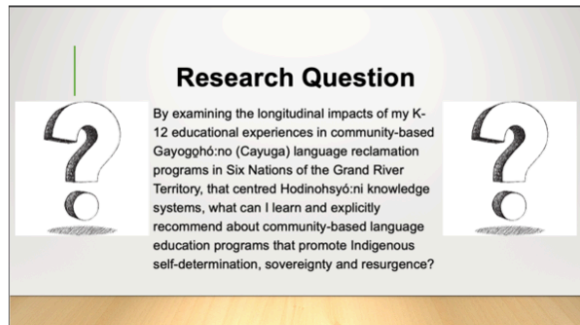 Research Question
By examining the longitudinal impacts of my K-
12 educational experiences in community-based
Gayogo̱hó:no (Cayuga) language reclamation
programs in Six Nations of the Grand River
Territory, that centred Hodinohsyó:ni knowledge
systems, what can I learn and explicitly
recommend about community-based language
education programs that promote Indigenous
self-determination, sovereignty and resurgence?